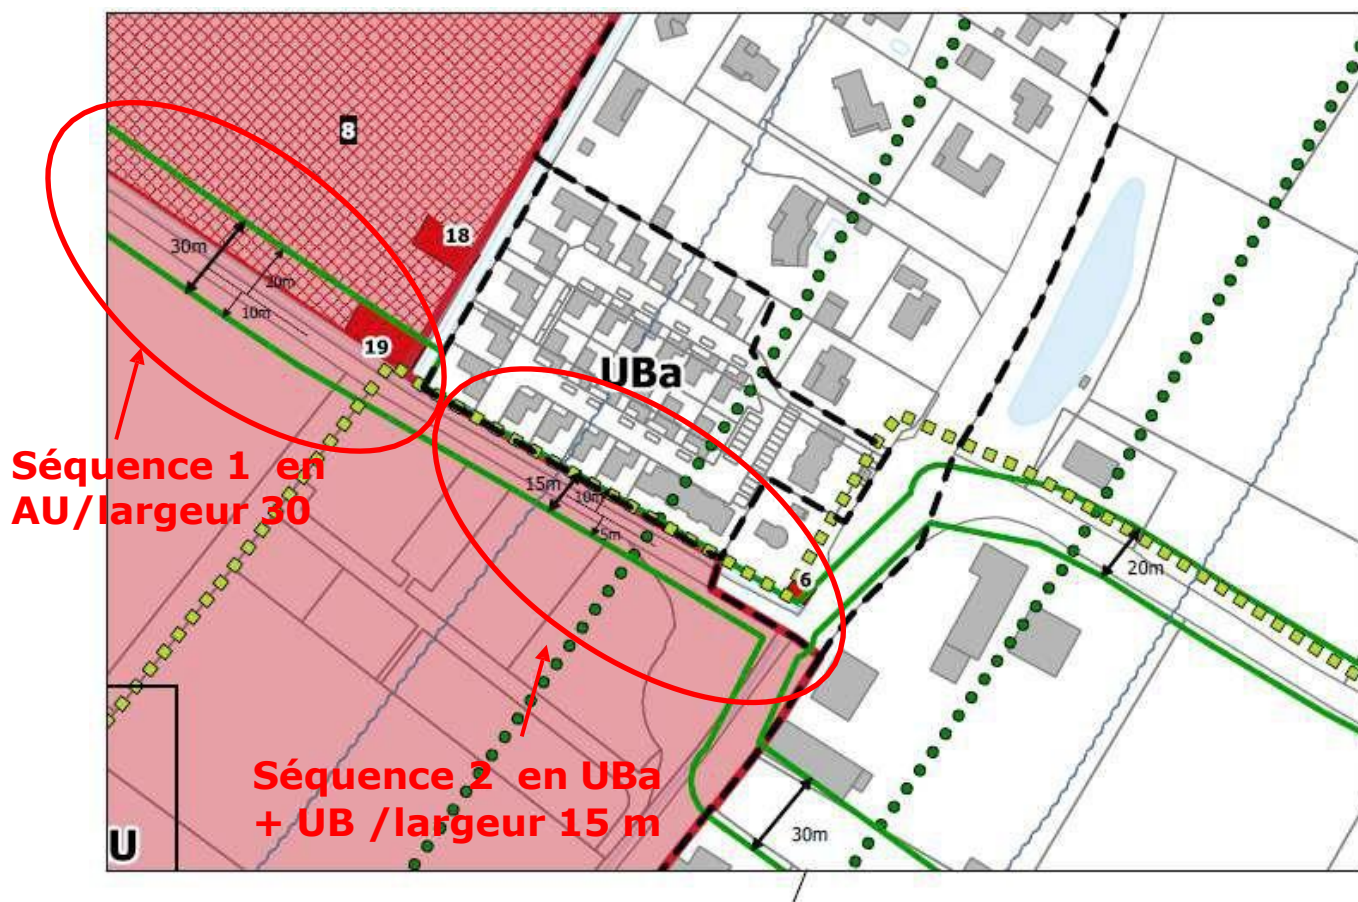 8
18
30m
20m
10m
19
UBa
Séquence 1 en
AU/largeur 30
15m
10m
5m
6
20m
Séquence 2 en UBa
+ UB /largeur 15 m
30m
U